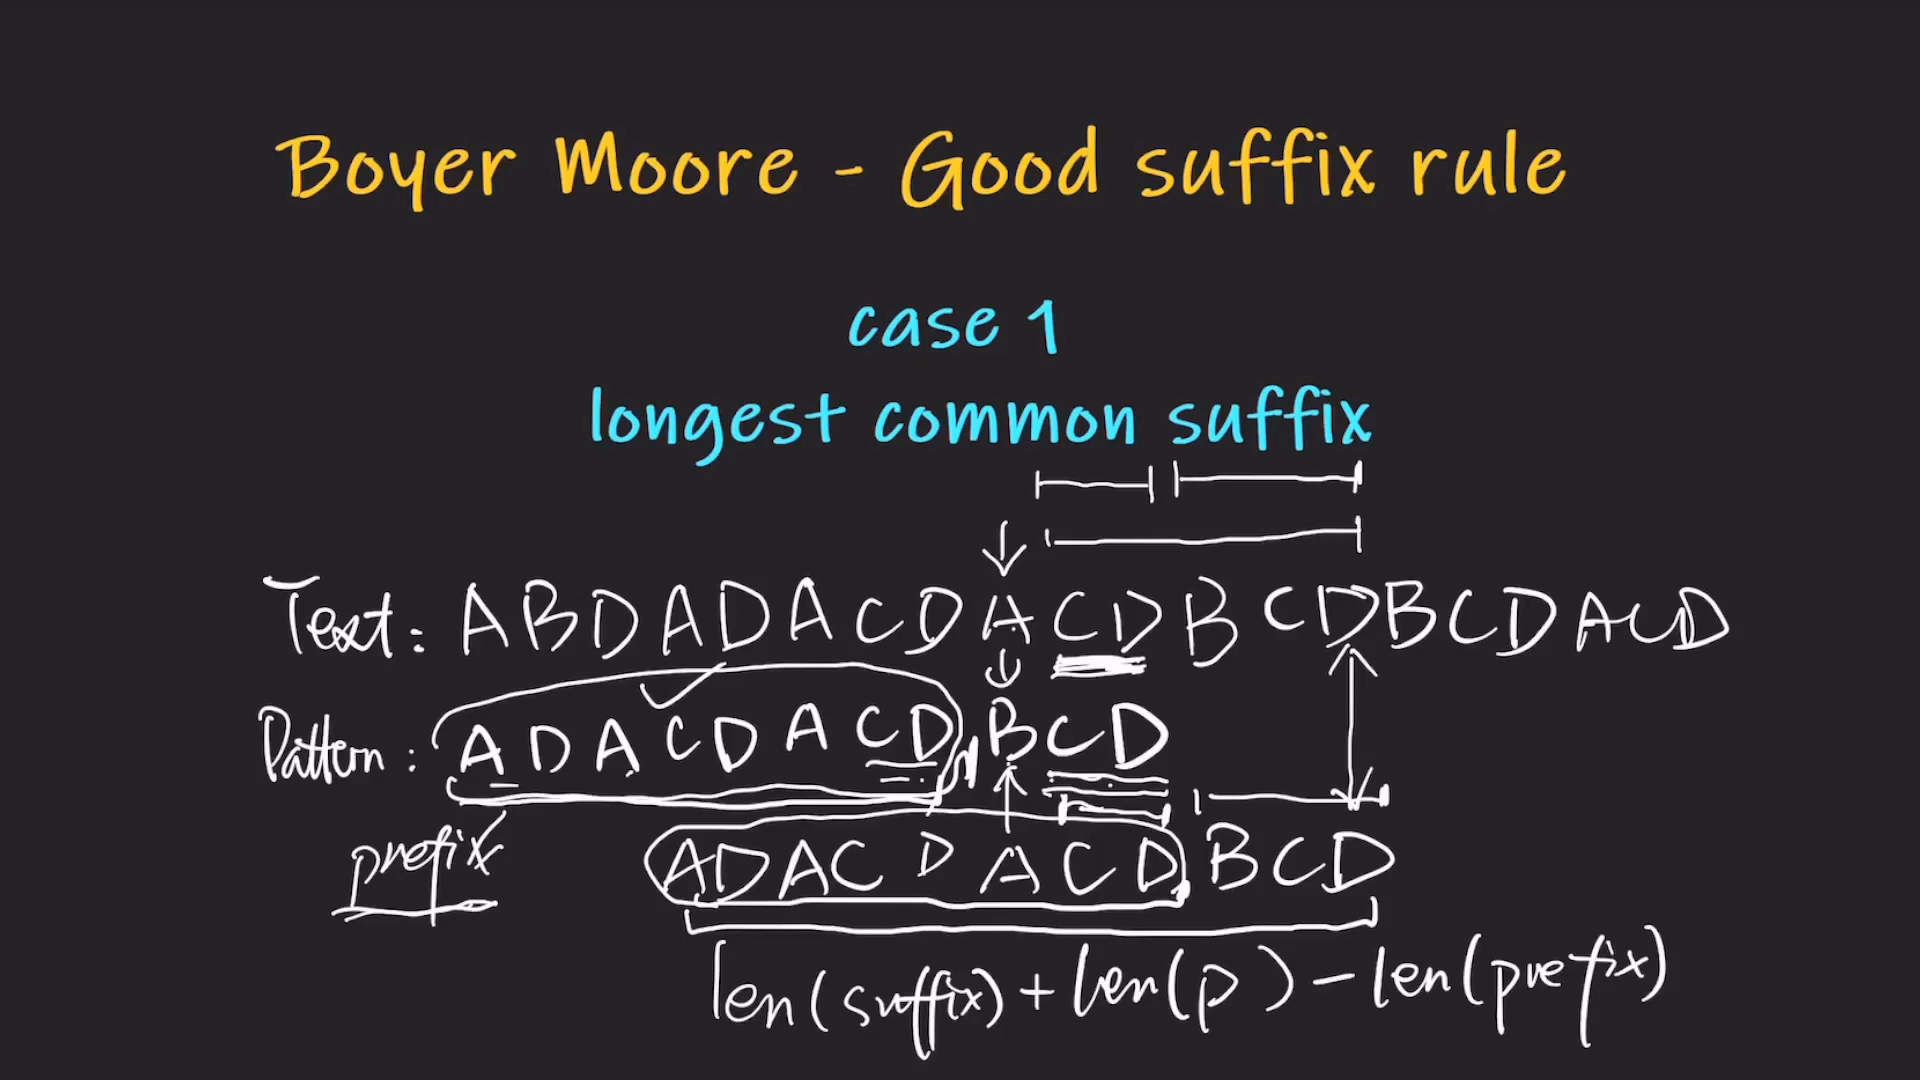 Boyer Moore - Good suffix rule
case 1
longest common suffix
Text: ABDADACDACDBCDBCDACD
Pattern: ADACDACDBCD
prefix
ADACDACDBCD
len(suffix)+len(p)-len(prefix)